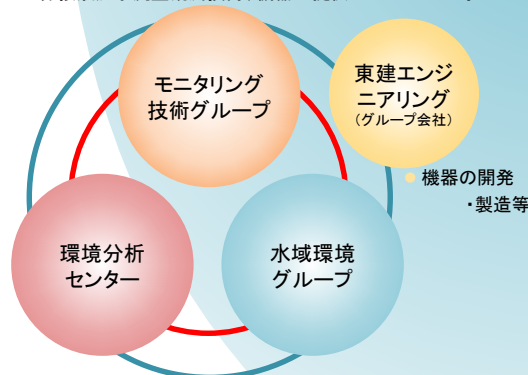 モニタリング
技術グループ
東建エンジ
ニアリング
(グループ会社)
機器の開発
・製造等
環境分析
センター
水域環境
グループ